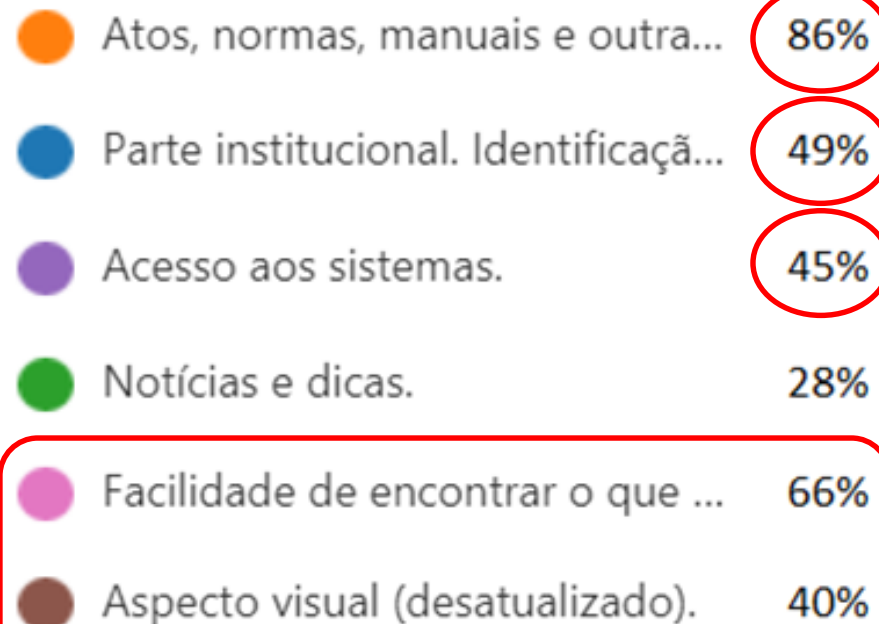 Atos, normas, manuais e outra... 86%
Parte institucional. Identificaçã... 49%
Acesso aos sistemas. 45%
Notícias e dicas. 28%
Facilidade de encontrar o que ... 66%
Aspecto visual (desatualizado). 40%